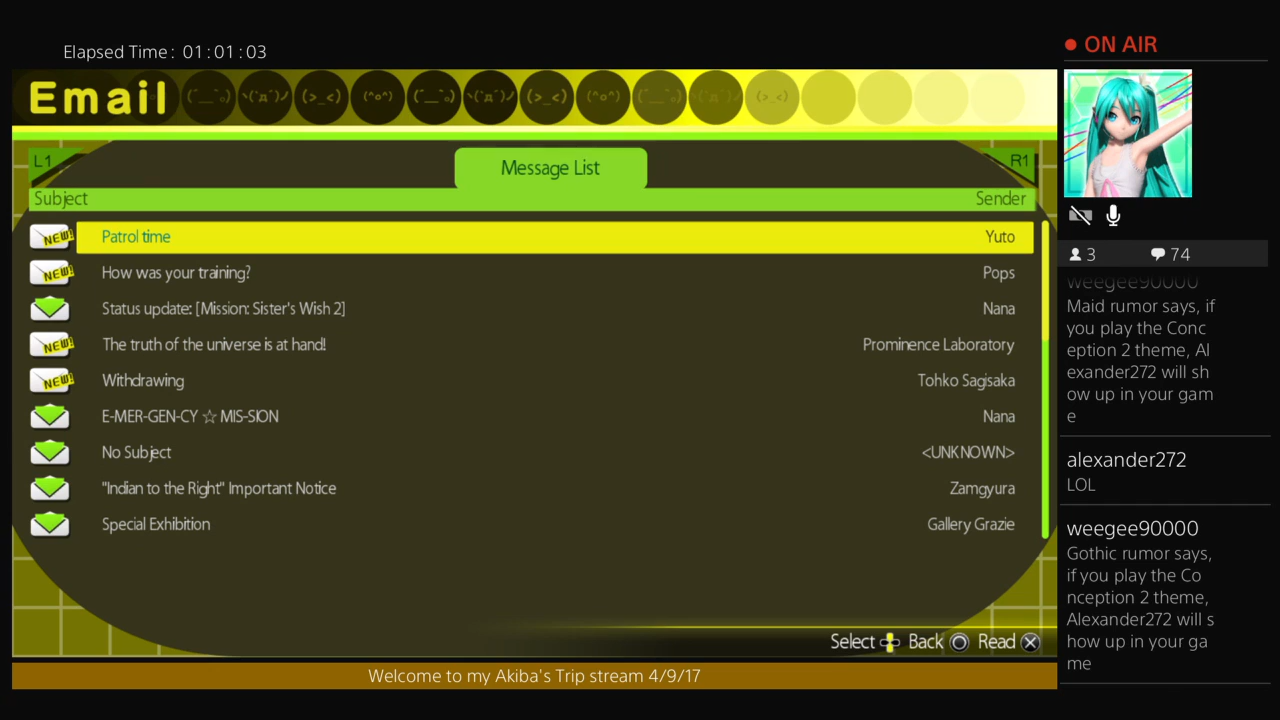 Elapsed Time: 01:01:03
ON AIR
Email
L1
Message List
R1
Subject Sender
NEW! Patrol time Yuto
NEW! How was your training? Pops
Status update: [Mission: Sister's Wish 2] Nana
NEW! The truth of the universe is at hand! Prominence Laboratory
NEW! Withdrawing Tohko Sagisaka
E-MER-GEN-CY ☆ MIS-SION Nana
No Subject <UNKNOWN>
"Indian to the Right" Important Notice Zamgyura
Special Exhibition Gallery Grazie
Select Back Read
Welcome to my Akiba's Trip stream 4/9/17
3 74
weegee90000
Maid rumor says, if
you play the Conc
eption 2 theme, Al
exander272 will sh
ow up in your gam
e
alexander272
LOL
weegee90000
Gothic rumor says,
if you play the Co
nception 2 theme,
Alexander272 will s
how up in your ga
me